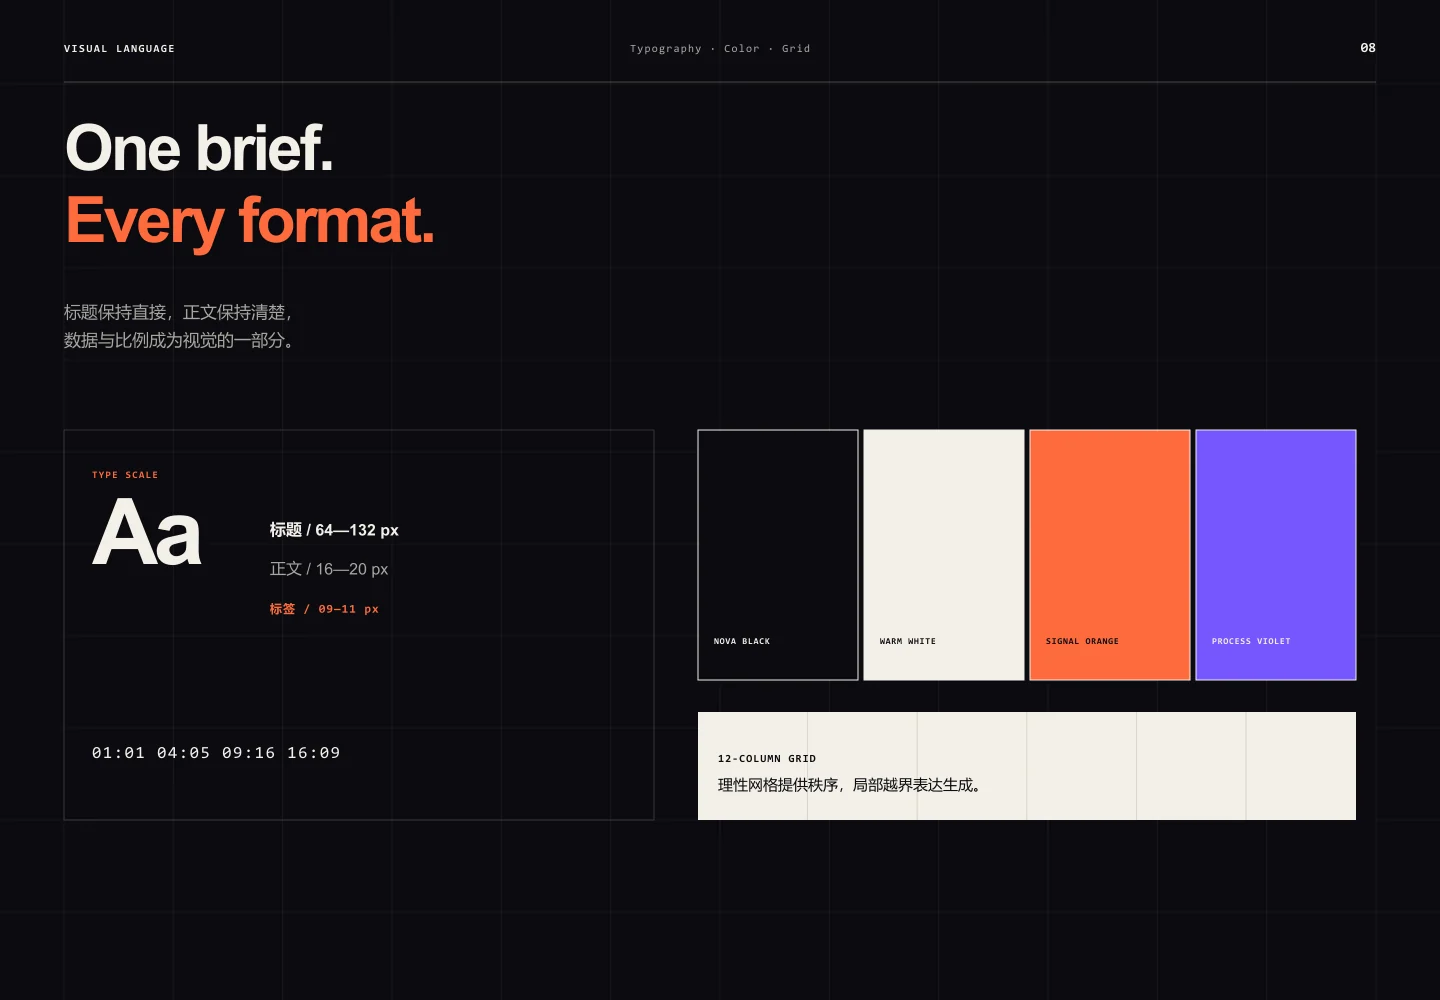 VISUAL LANGUAGE
Typography · Color · Grid
08
One brief.
Every format.
标题保持直接，正文保持清楚，
数据与比例成为视觉的一部分。
TYPE SCALE
Aa
标题 / 64—132 px
正文 / 16—20 px
标签 / 09—11 px
01:01 04:05 09:16 16:09
NOVA BLACK
WARM WHITE
SIGNAL ORANGE
PROCESS VIOLET
12-COLUMN GRID
理性网格提供秩序，局部越界表达生成。